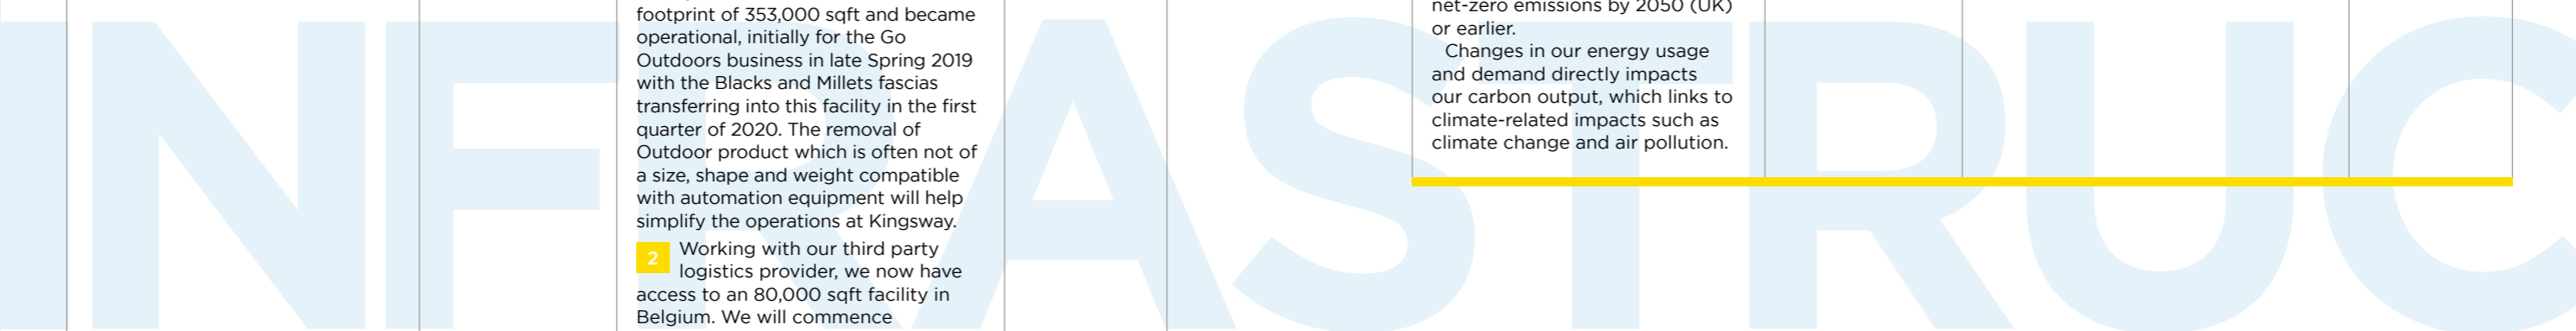 INFRASTRUC
footprint of 353,000 sqft and became
operational, initially for the Go
Outdoors business in late Spring 2019
with the Blacks and Millets fascias
transferring into this facility in the first
quarter of 2020. The removal of
Outdoor product which is often not of
a size, shape and weight compatible
with automation equipment will help
simplify the operations at Kingsway.
2 Working with our third party
logistics provider, we now have
access to an 80,000 sqft facility in
Belgium. We will commence
net-zero emissions by 2050 (UK)
or earlier.
Changes in our energy usage
and demand directly impacts
our carbon output, which links to
climate-related impacts such as
climate change and air pollution.